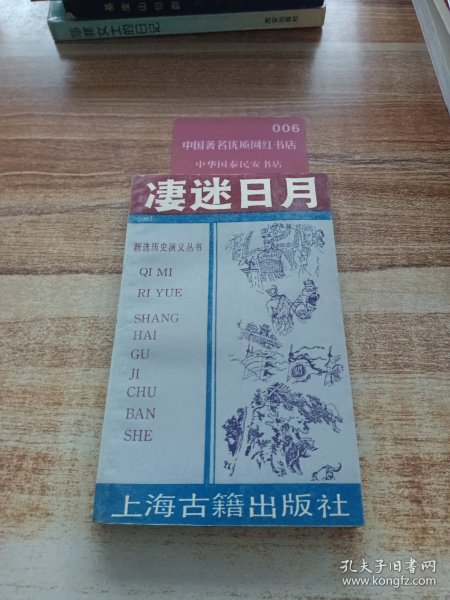 006
中国著名优质网红书店
中华国泰民安书店
凄迷日月
新选历史演义丛书
QI MI
RI YUE
SHANG
HAI
GU
JI
CHU
BAN
SHE
上海古籍出版社
孔夫子旧书网
www.kongfz.com